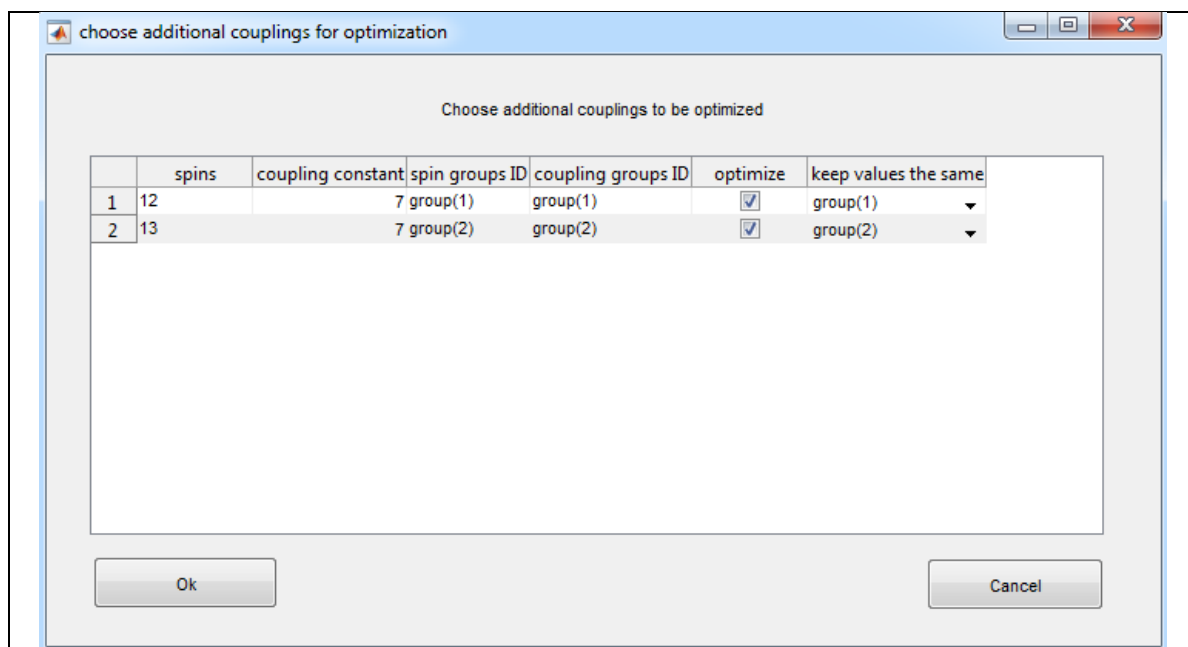 choose additional couplings for optimization
Choose additional couplings to be optimized
spins coupling constant spin groups ID coupling groups ID optimize keep values the same
1 12 7 group(1) group(1) group(1)
2 13 7 group(2) group(2) group(2)
Ok Cancel